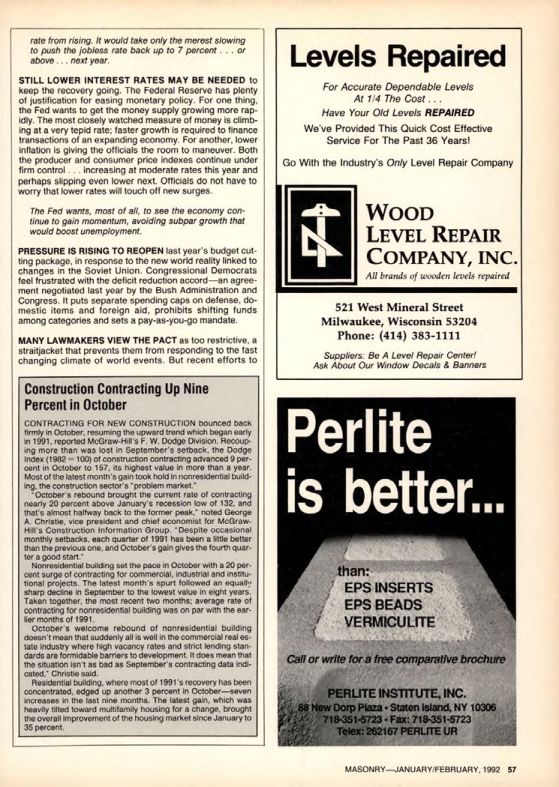 rate from rising. It would take only the merest slowing
to push the jobless rate back up to 7 percent . . . or
above . . . next year.
STILL LOWER INTEREST RATES MAY BE NEEDED to
keep the recovery going. The Federal Reserve has plenty
of justification for easing monetary policy. For one thing,
the Fed wants to get the money supply growing more rap-
idly. The most closely watched measure of money is climb-
ing at a very tepid rate; faster growth is required to finance
transactions of an expanding economy. For another, lower
inflation is giving the officials the room to maneuver. Both
the producer and consumer price indexes continue under
firm control . . . increasing at moderate rates this year and
perhaps slipping even lower next. Officials do not have to
worry that lower rates will touch off new surges.
The Fed wants, most of all, to see the economy con-
tinue to gain momentum, avoiding subpar growth that
would boost unemployment.
PRESSURE IS RISING TO REOPEN last year's budget cut-
ting package, in response to the new world reality linked to
changes in the Soviet Union. Congressional Democrats
feel frustrated with the deficit reduction accord—an agree-
ment negotiated last year by the Bush Administration and
Congress. It puts separate spending caps on defense, do-
mestic items and foreign aid, prohibits shifting funds
among categories and sets a pay-as-you-go mandate.
MANY LAWMAKERS VIEW THE PACT as too restrictive, a
straitjacket that prevents them from responding to the fast
changing climate of world events. But recent efforts to
Construction Contracting Up Nine
Percent in October
CONTRACTING FOR NEW CONSTRUCTION bounced back
firmly in October, resuming the upward trend which began early
in 1991, reported McGraw-Hill's F. W. Dodge Division. Recoup-
ing more than was lost in September's setback, the Dodge
Index (1982 = 100) of construction contracting advanced 9 per-
cent in October to 157, its highest value in more than a year.
Most of the latest month's gain took hold in nonresidential build-
ing, the construction sector's "problem market."
"October's rebound brought the current rate of contracting
nearly 20 percent above January's recession low of 132, and
that's almost halfway back to the former peak," noted George
A. Christie, vice president and chief economist for McGraw-
Hill's Construction Information Group. "Despite occasional
monthly setbacks, each quarter of 1991 has been a little better
than the previous one, and October's gain gives the fourth quar-
ter a good start."
Nonresidential building set the pace in October with a 20 per-
cent surge of contracting for commercial, industrial and institu-
tional projects. The latest month's spurt followed an equally
sharp decline in September to the lowest value in eight years.
Taken together, the most recent two months; average rate of
contracting for nonresidential building was on par with the ear-
lier months of 1991.
October's welcome rebound of nonresidential building
doesn't mean that suddenly all is well in the commercial real es-
tate industry where high vacancy rates and strict lending stan-
dards are formidable barriers to development. It does mean that
the situation isn't as bad as September's contracting data indi-
cated," Christie said.
Residential building, where most of 1991's recovery has been
concentrated, edged up another 3 percent in October—seven
increases in the last nine months. The latest gain, which was
heavily tilted toward multifamily housing for a change, brought
the overall improvement of the housing market since January to
35 percent.
Levels Repaired
For Accurate Dependable Levels
At 1/4 The Cost . . .
Have Your Old Levels REPAIRED
We've Provided This Quick Cost Effective
Service For The Past 36 Years!
Go With the Industry's Only Level Repair Company
WOOD
LEVEL REPAIR
COMPANY, INC.
All brands of wooden levels repaired
521 West Mineral Street
Milwaukee, Wisconsin 53204
Phone: (414) 383-1111
Suppliers: Be A Level Repair Center!
Ask About Our Window Decals & Banners
Perlite
is better...
than:
EPS INSERTS
EPS BEADS
VERMICULITE
Call or write for a free comparative brochure
PERLITE INSTITUTE, INC.
88 New Dorp Plaza • Staten Island, NY 10306
718-351-5723 • Fax: 718-351-5723
Telex: 262167 PERLITE UR
MASONRY—JANUARY/FEBRUARY, 1992 57